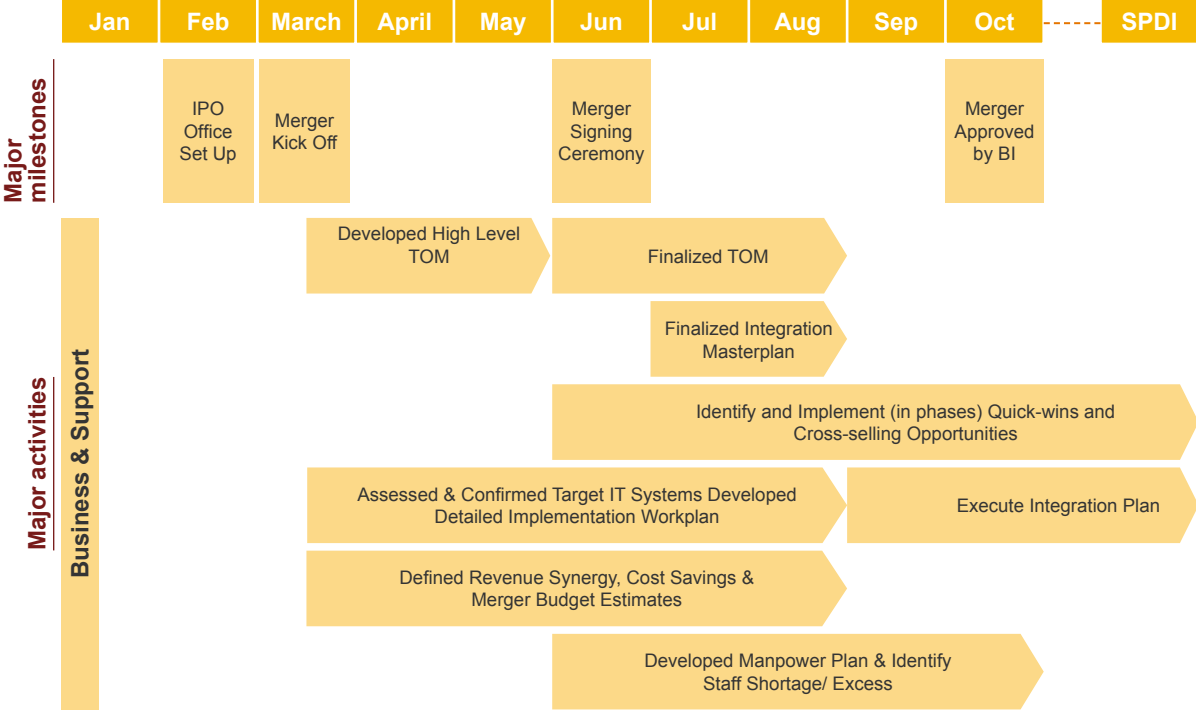 Jan Feb March April May Jun Jul Aug Sep Oct SPDI
Major
milestones
IPO
Office
Set Up
Merger
Kick Off
Merger
Signing
Ceremony
Merger
Approved
by BI
Major activities
Business & Support
Developed High Level
TOM
Finalized TOM
Finalized Integration
Masterplan
Identify and Implement (in phases) Quick-wins and
Cross-selling Opportunities
Assessed & Confirmed Target IT Systems Developed
Detailed Implementation Workplan
Execute Integration Plan
Defined Revenue Synergy, Cost Savings &
Merger Budget Estimates
Developed Manpower Plan & Identify
Staff Shortage/ Excess